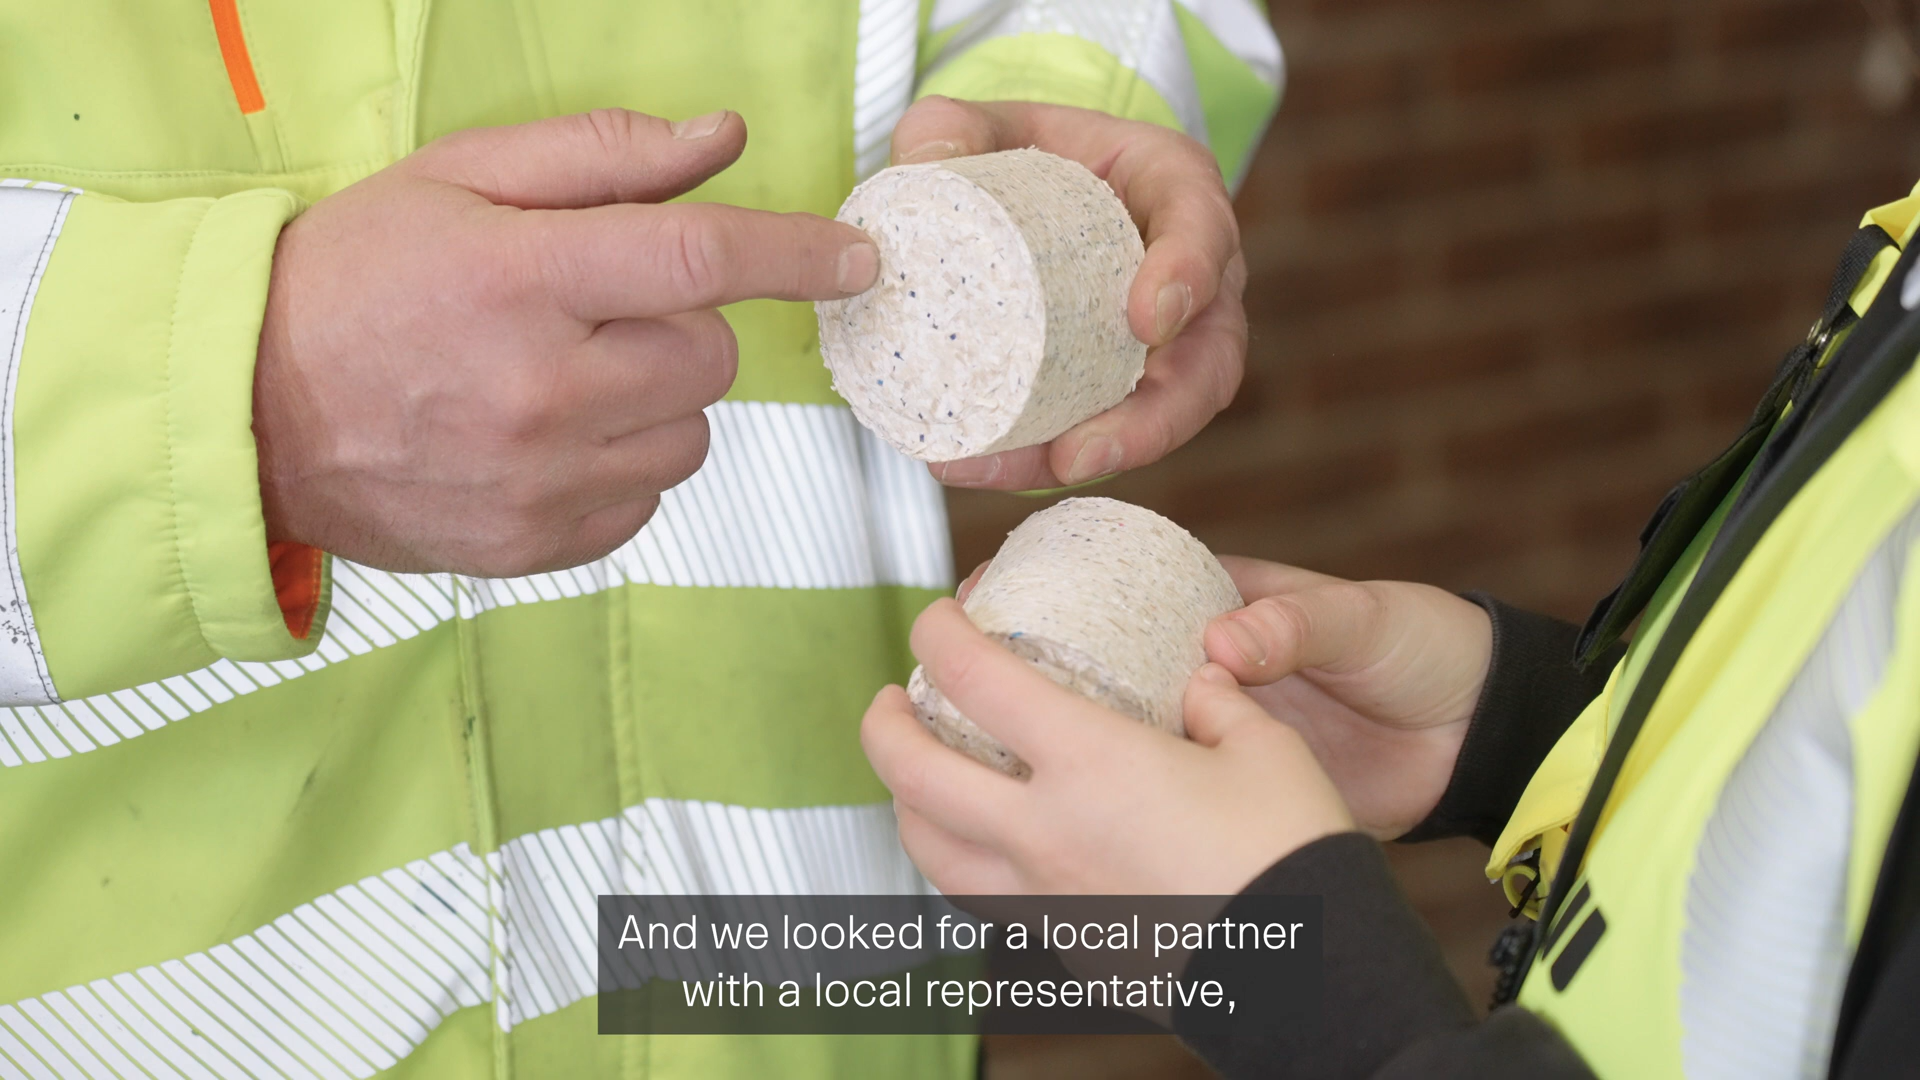 And we looked for a local partner
with a local representative,